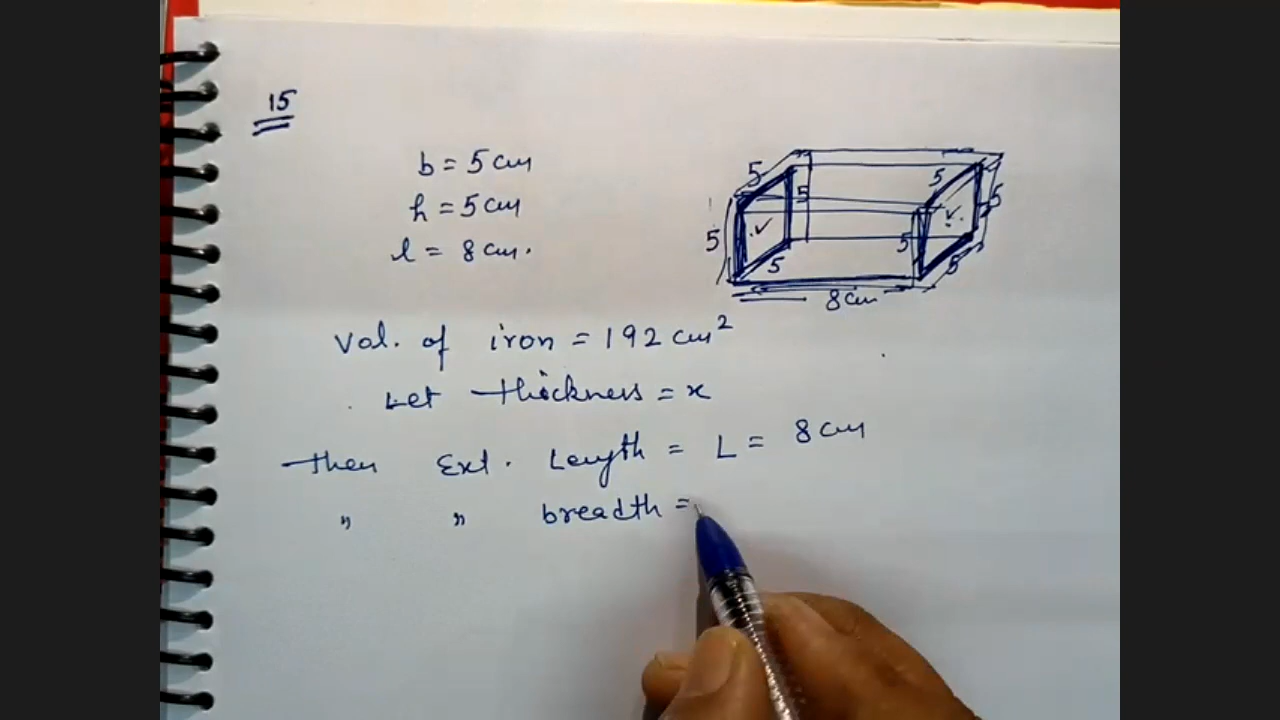 15
b = 5 cm
h = 5 cm
l = 8 cm.
5
5
5
5
5
5
5
5
8 cm
Vol. of iron = 192 cm²
Let thickness = x
Then Ext. Length = L = 8 cm
" " breadth =